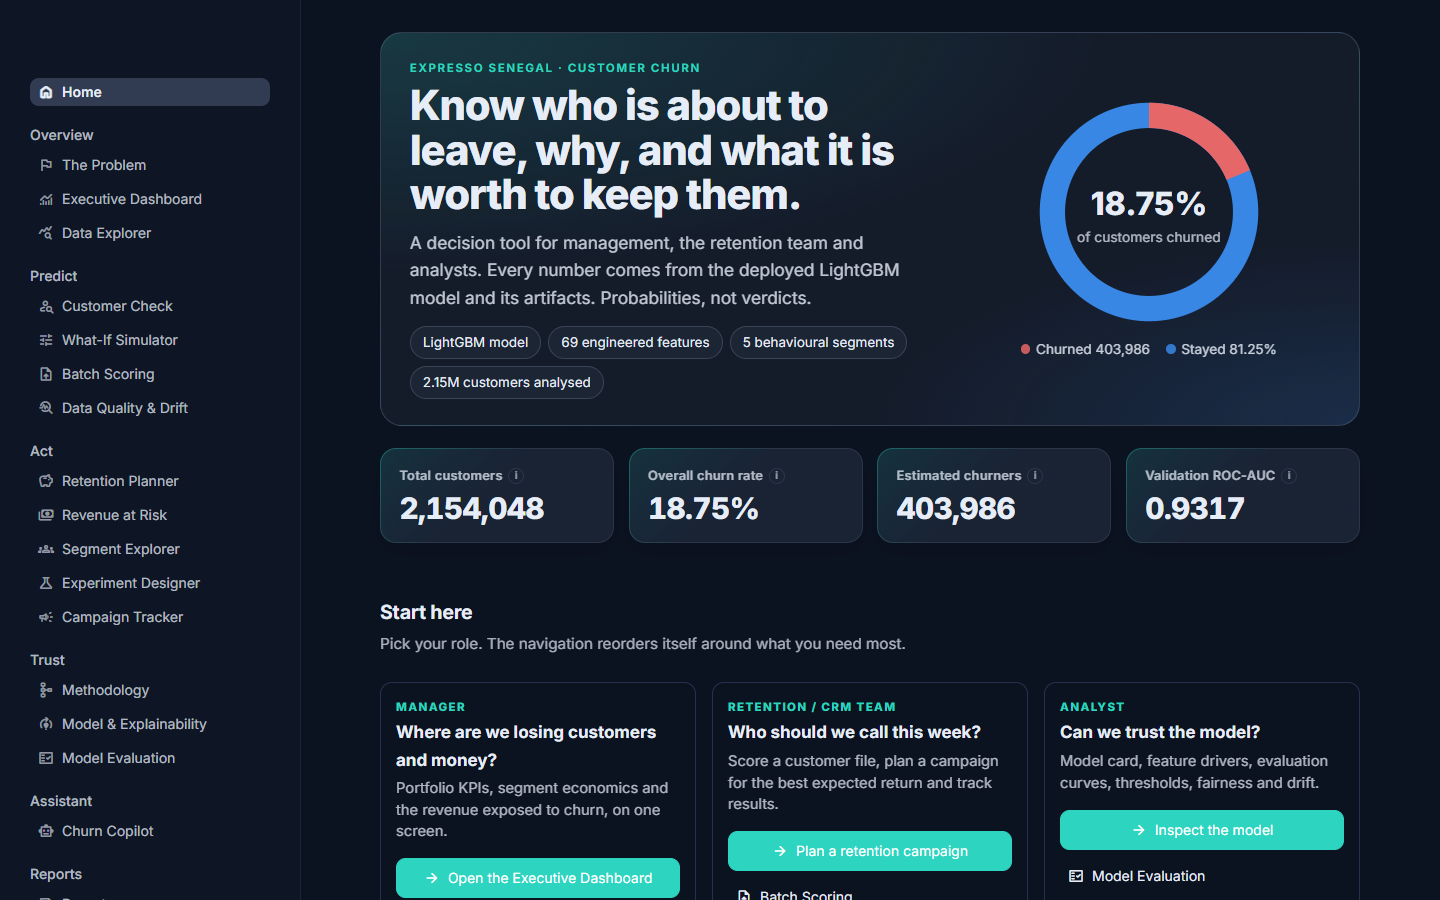 Home
Overview
The Problem
Executive Dashboard
Data Explorer
Predict
Customer Check
What-If Simulator
Batch Scoring
Data Quality & Drift
Act
Retention Planner
Revenue at Risk
Segment Explorer
Experiment Designer
Campaign Tracker
Trust
Methodology
Model & Explainability
Model Evaluation
Assistant
Churn Copilot
Reports
EXPRESSO SENEGAL · CUSTOMER CHURN
Know who is about to
leave, why, and what it is
worth to keep them.
A decision tool for management, the retention team and
analysts. Every number comes from the deployed LightGBM
model and its artifacts. Probabilities, not verdicts.
LightGBM model
69 engineered features
5 behavioural segments
2.15M customers analysed
18.75%
of customers churned
Churned 403,986
Stayed 81.25%
Total customers
2,154,048
Overall churn rate
18.75%
Estimated churners
403,986
Validation ROC-AUC
0.9317
Start here
Pick your role. The navigation reorders itself around what you need most.
MANAGER
Where are we losing customers
and money?
Portfolio KPIs, segment economics and
the revenue exposed to churn, on one
screen.
→ Open the Executive Dashboard
RETENTION / CRM TEAM
Who should we call this week?
Score a customer file, plan a campaign
for the best expected return and track
results.
→ Plan a retention campaign
Batch Scoring
ANALYST
Can we trust the model?
Model card, feature drivers, evaluation
curves, thresholds, fairness and drift.
→ Inspect the model
Model Evaluation